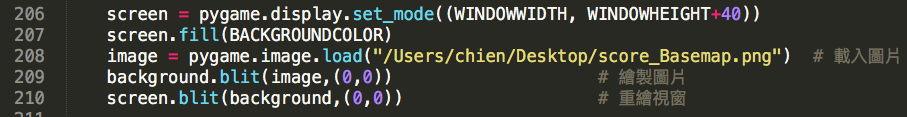 206 screen = pygame.display.set_mode((WINDOWWIDTH, WINDOWHEIGHT+40))
207 screen.fill(BACKGROUNDCOLOR)
208 image = pygame.image.load("/Users/chien/Desktop/score_Basemap.png") # 載入圖片
209 background.blit(image,(0,0)) # 繪製圖片
210 screen.blit(background,(0,0)) # 重繪視窗